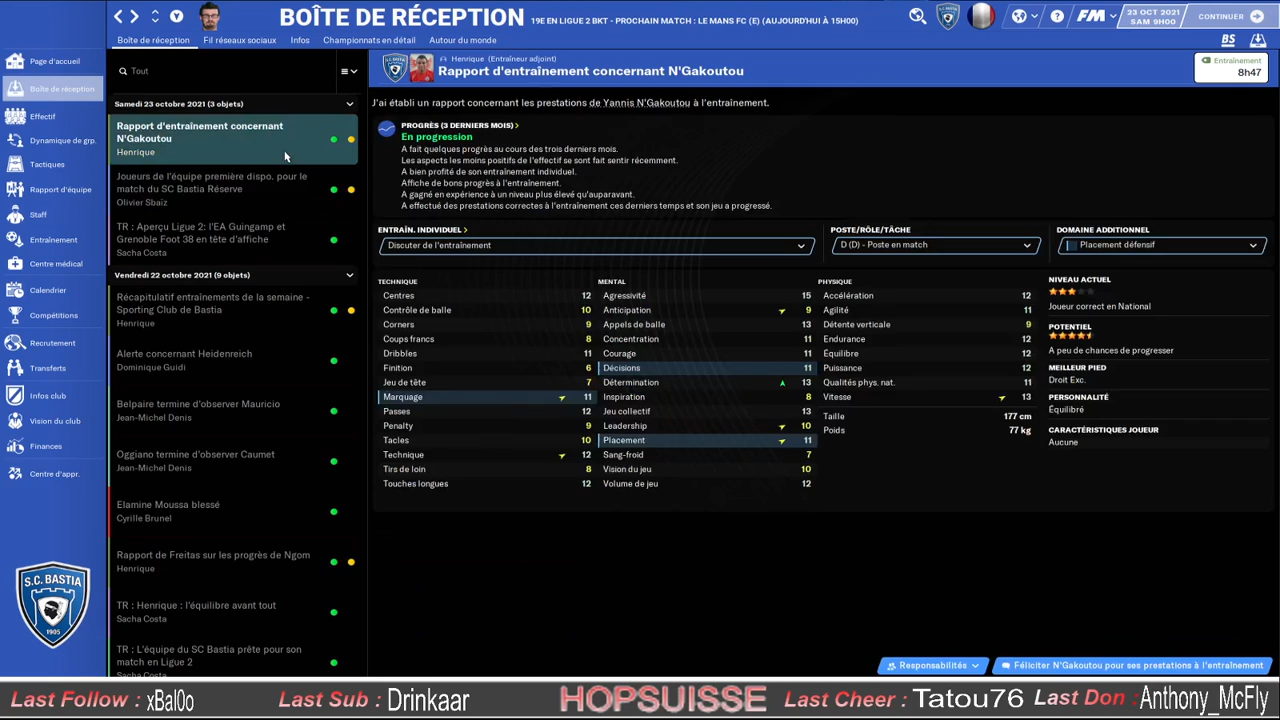 BOÎTE DE RÉCEPTION
19E EN LIGUE 2 BKT - PROCHAIN MATCH : LE MANS FC (E) (AUJOURD'HUI À 15H00)
FM
23 OCT 2021
SAM 9H00
CONTINUER
Boîte de réception
Fil réseaux sociaux
Infos
Championnats en détail
Autour du monde
BS
Page d'accueil
Boîte de réception
Effectif
Dynamique de grp.
Tactiques
Rapport d'équipe
Staff
Entraînement
Centre médical
Calendrier
Compétitions
Recrutement
Transferts
Infos club
Vision du club
Finances
Centre d'appr.
S.C. BASTIA
1905
Tout
Samedi 23 octobre 2021 (3 objets)
Rapport d'entraînement concernant
N'Gakoutou
Henrique
Joueurs de l'équipe première dispo. pour le
match du SC Bastia Réserve
Olivier Sbaïz
TR : Aperçu Ligue 2: l'EA Guingamp et
Grenoble Foot 38 en tête d'affiche
Sacha Costa
Vendredi 22 octobre 2021 (9 objets)
Récapitulatif entraînements de la semaine -
Sporting Club de Bastia
Henrique
Alerte concernant Heidenreich
Dominique Guidi
Belpaire termine d'observer Mauricio
Jean-Michel Denis
Oggiano termine d'observer Caumet
Jean-Michel Denis
Elamine Moussa blessé
Cyrille Brunel
Rapport de Freitas sur les progrès de Ngom
Henrique
TR : Henrique : l'équilibre avant tout
Sacha Costa
TR : L'équipe du SC Bastia prête pour son
match en Ligue 2
Sacha Costa
Henrique (Entraîneur adjoint)
Rapport d'entraînement concernant N'Gakoutou
Entraînement
8h47
J'ai établi un rapport concernant les prestations de Yannis N'Gakoutou à l'entraînement.
PROGRÈS (3 DERNIERS MOIS)
En progression
A fait quelques progrès au cours des trois derniers mois.
Les aspects les moins positifs de l'effectif se sont fait sentir récemment.
A bien profité de son entraînement individuel.
Affiche de bons progrès à l'entraînement.
A gagné en expérience à un niveau plus élevé qu'auparavant.
A effectué des prestations correctes à l'entraînement ces derniers temps et son jeu a progressé.
ENTRAÎN. INDIVIDUEL
Discuter de l'entraînement
POSTE/RÔLE/TÂCHE
D (D) - Poste en match
DOMAINE ADDITIONNEL
Placement défensif
TECHNIQUE
Centres 12
Contrôle de balle 10
Corners 9
Coups francs 8
Dribbles 11
Finition 6
Jeu de tête 7
Marquage 11
Passes 12
Penalty 9
Tacles 10
Technique 12
Tirs de loin 8
Touches longues 12
MENTAL
Agressivité 15
Anticipation 9
Appels de balle 13
Concentration 11
Courage 11
Décisions 11
Détermination 13
Inspiration 8
Jeu collectif 13
Leadership 10
Placement 11
Sang-froid 7
Vision du jeu 10
Volume de jeu 12
PHYSIQUE
Accélération 12
Agilité 11
Détente verticale 9
Endurance 12
Équilibre 12
Puissance 12
Qualités phys. nat. 11
Vitesse 13
Taille 177 cm
Poids 77 kg
NIVEAU ACTUEL
Joueur correct en National
POTENTIEL
A peu de chances de progresser
MEILLEUR PIED
Droit Exc.
PERSONNALITÉ
Équilibré
CARACTÉRISTIQUES JOUEUR
Aucune
Responsabilités
Féliciter N'Gakoutou pour ses prestations à l'entraînement
Last Follow : xBal0o
Last Sub : Drinkaar
HOPSUISSE
Last Cheer : Tatou76
Last Don : Anthony_McFly